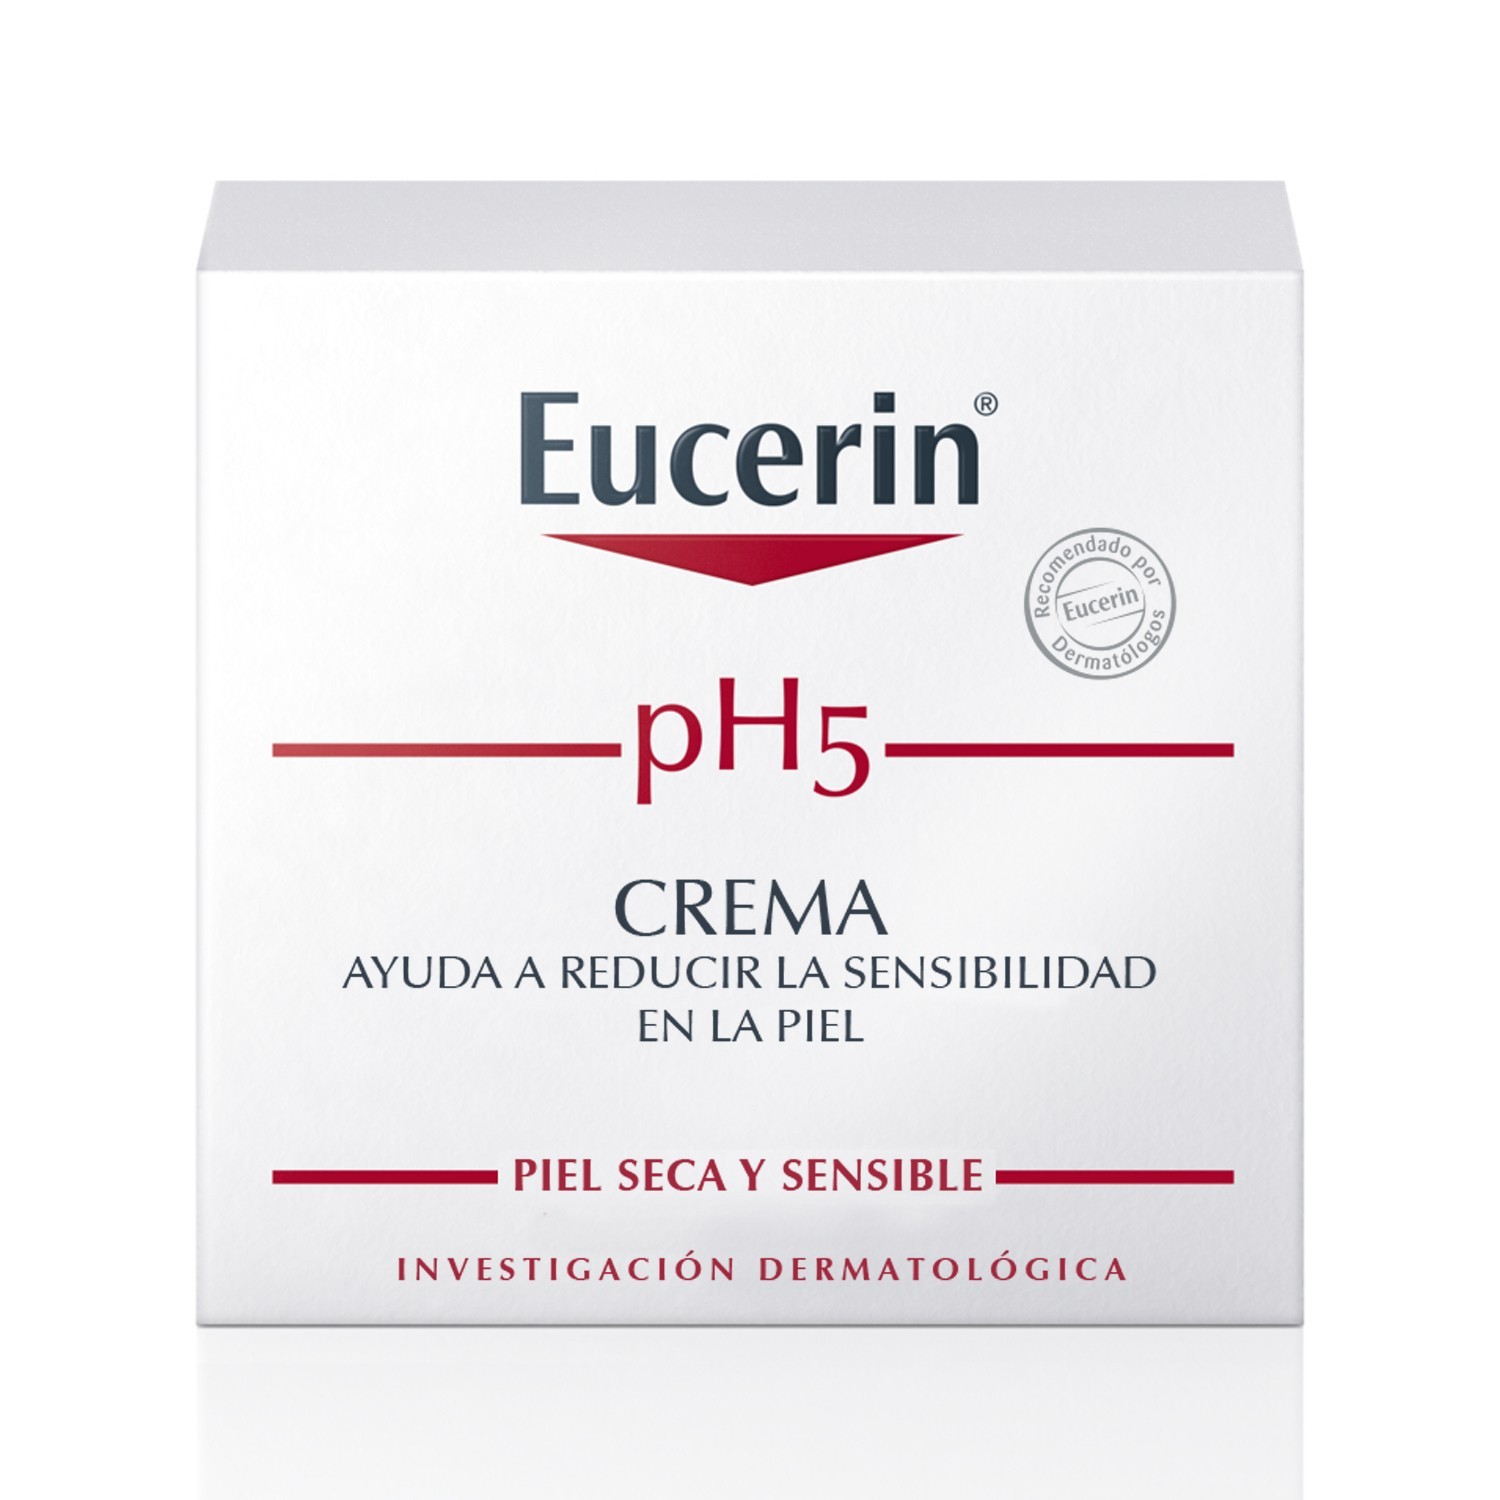 Eucerin®
Recomendado por
Eucerin
Dermatólogos
pH5
CREMA
AYUDA A REDUCIR LA SENSIBILIDAD
EN LA PIEL
PIEL SECA Y SENSIBLE
INVESTIGACIÓN DERMATOLÓGICA